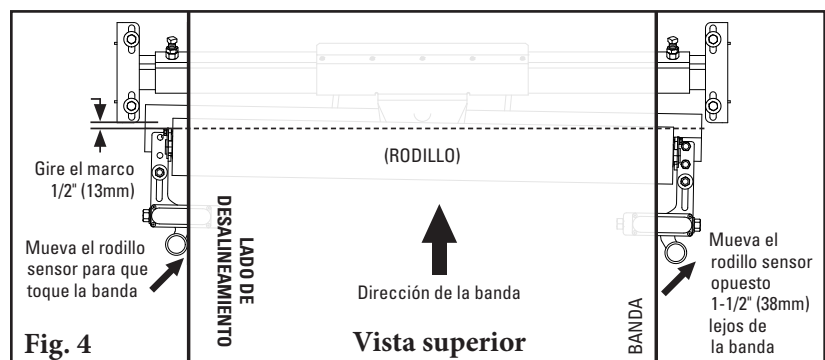 (RODILLO)
Gire el marco
1/2" (13mm)
LADO DE
DESALINEAMIENTO
Mueva el rodillo
sensor para que
toque la banda
Dirección de la banda
BANDA
Mueva el
rodillo sensor
opuesto
1-1/2" (38mm)
lejos de
la banda
Fig. 4
Vista superior